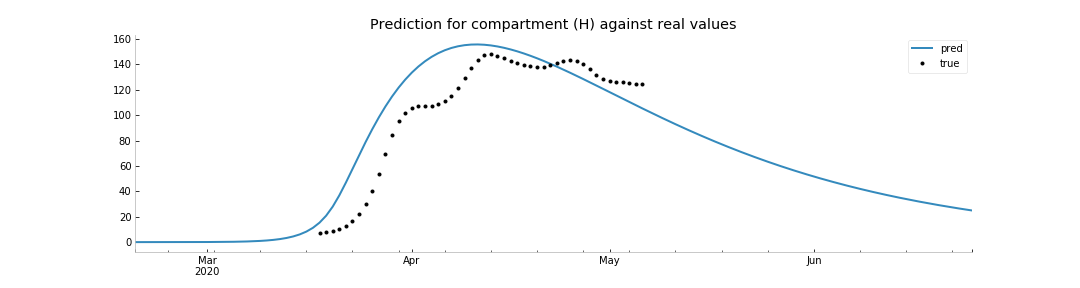 Prediction for compartment (H) against real values
160
140
120
100
80
60
40
20
0
pred
true
Mar
2020
Apr
May
Jun